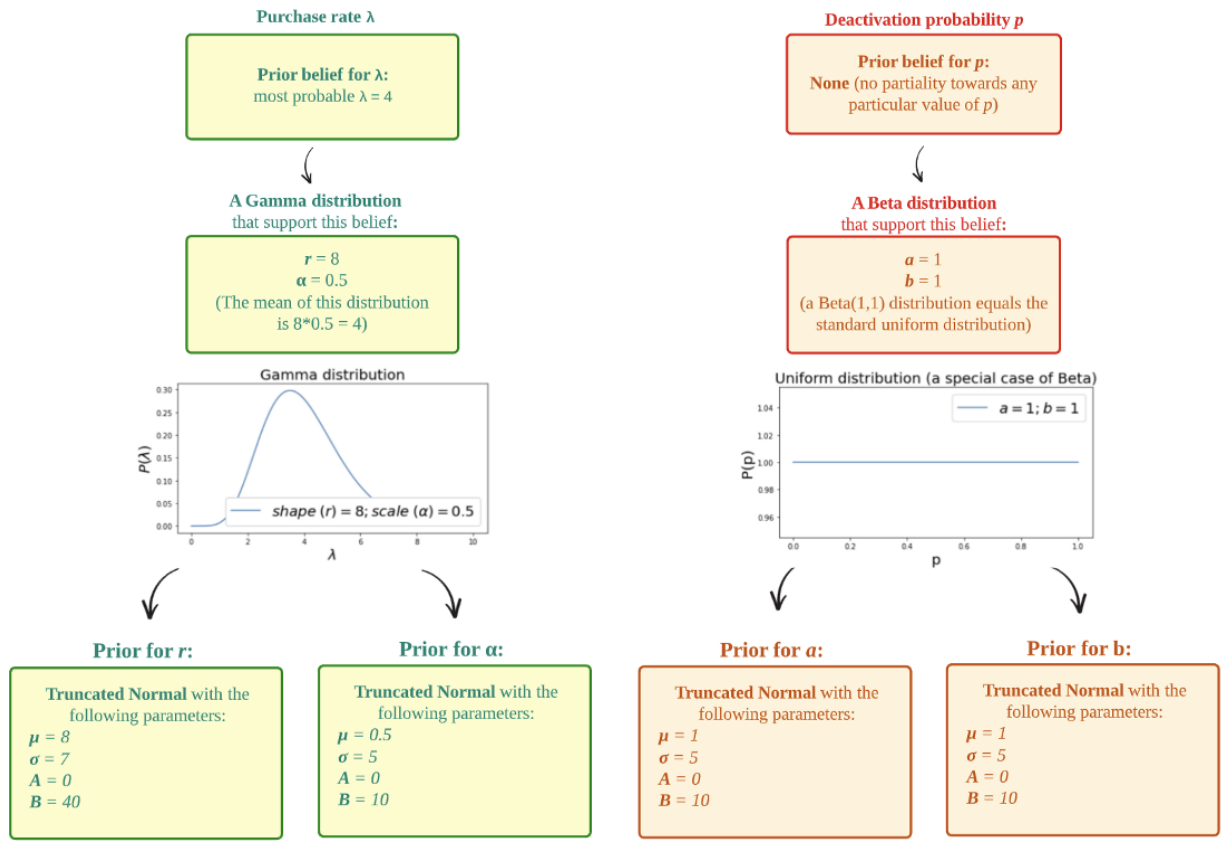 Purchase rate λ
Prior belief for λ:
most probable λ = 4
A Gamma distribution
that support this belief:
r = 8
α = 0.5
(The mean of this distribution
is 8*0.5 = 4)
Gamma distribution
P(λ)
0.30
0.25
0.20
0.15
0.10
0.05
0.00
shape (r) = 8; scale (α) = 0.5
0
2
4
6
8
10
λ
Prior for r:
Truncated Normal with the
following parameters:
μ = 8
σ = 7
A = 0
B = 40
Prior for α:
Truncated Normal with the
following parameters:
μ = 0.5
σ = 5
A = 0
B = 10
Deactivation probability p
Prior belief for p:
None (no partiality towards any
particular value of p)
A Beta distribution
that support this belief:
a = 1
b = 1
(a Beta(1,1) distribution equals the
standard uniform distribution)
Uniform distribution (a special case of Beta)
P(p)
1.04
1.02
1.00
0.98
0.96
a = 1; b = 1
0.0
0.2
0.4
0.6
0.8
1.0
p
Prior for a:
Truncated Normal with the
following parameters:
μ = 1
σ = 5
A = 0
B = 10
Prior for b:
Truncated Normal with the
following parameters:
μ = 1
σ = 5
A = 0
B = 10